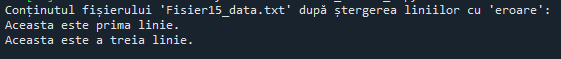 Conținutul fișierului 'Fisier15_data.txt' după ștergerea liniilor cu 'eroare':
Aceasta este prima linie.
Aceasta este a treia linie.